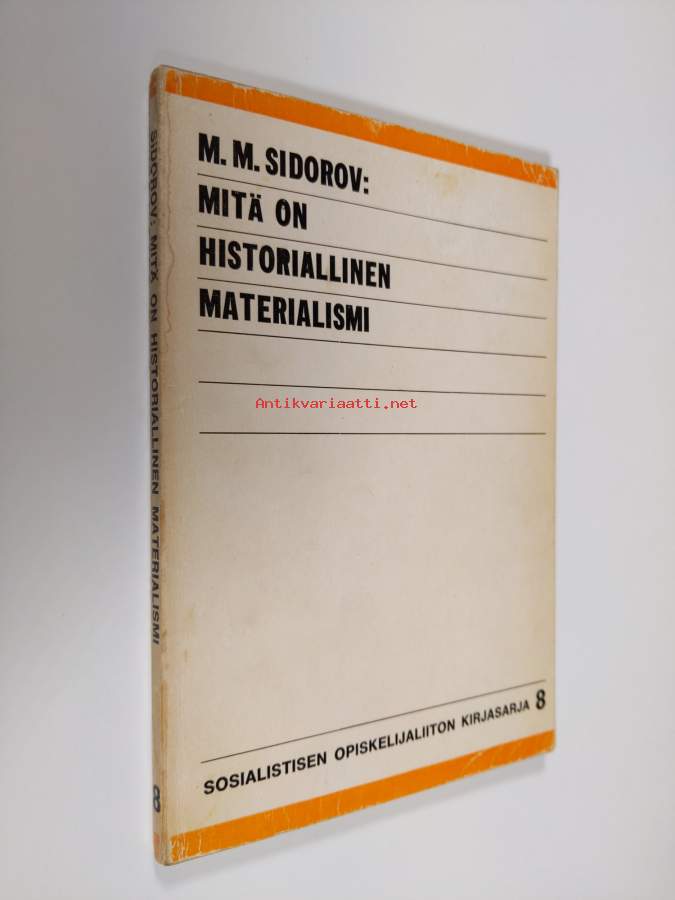 M. M. SIDOROV:
MITÄ ON
HISTORIALLINEN
MATERIALISMI
Antikvariaatti.net
SOSIALISTISEN OPISKELIJALIITON KIRJASARJA 8
SIDOROV: MITÄ ON HISTORIALLINEN MATERIALISMI
8